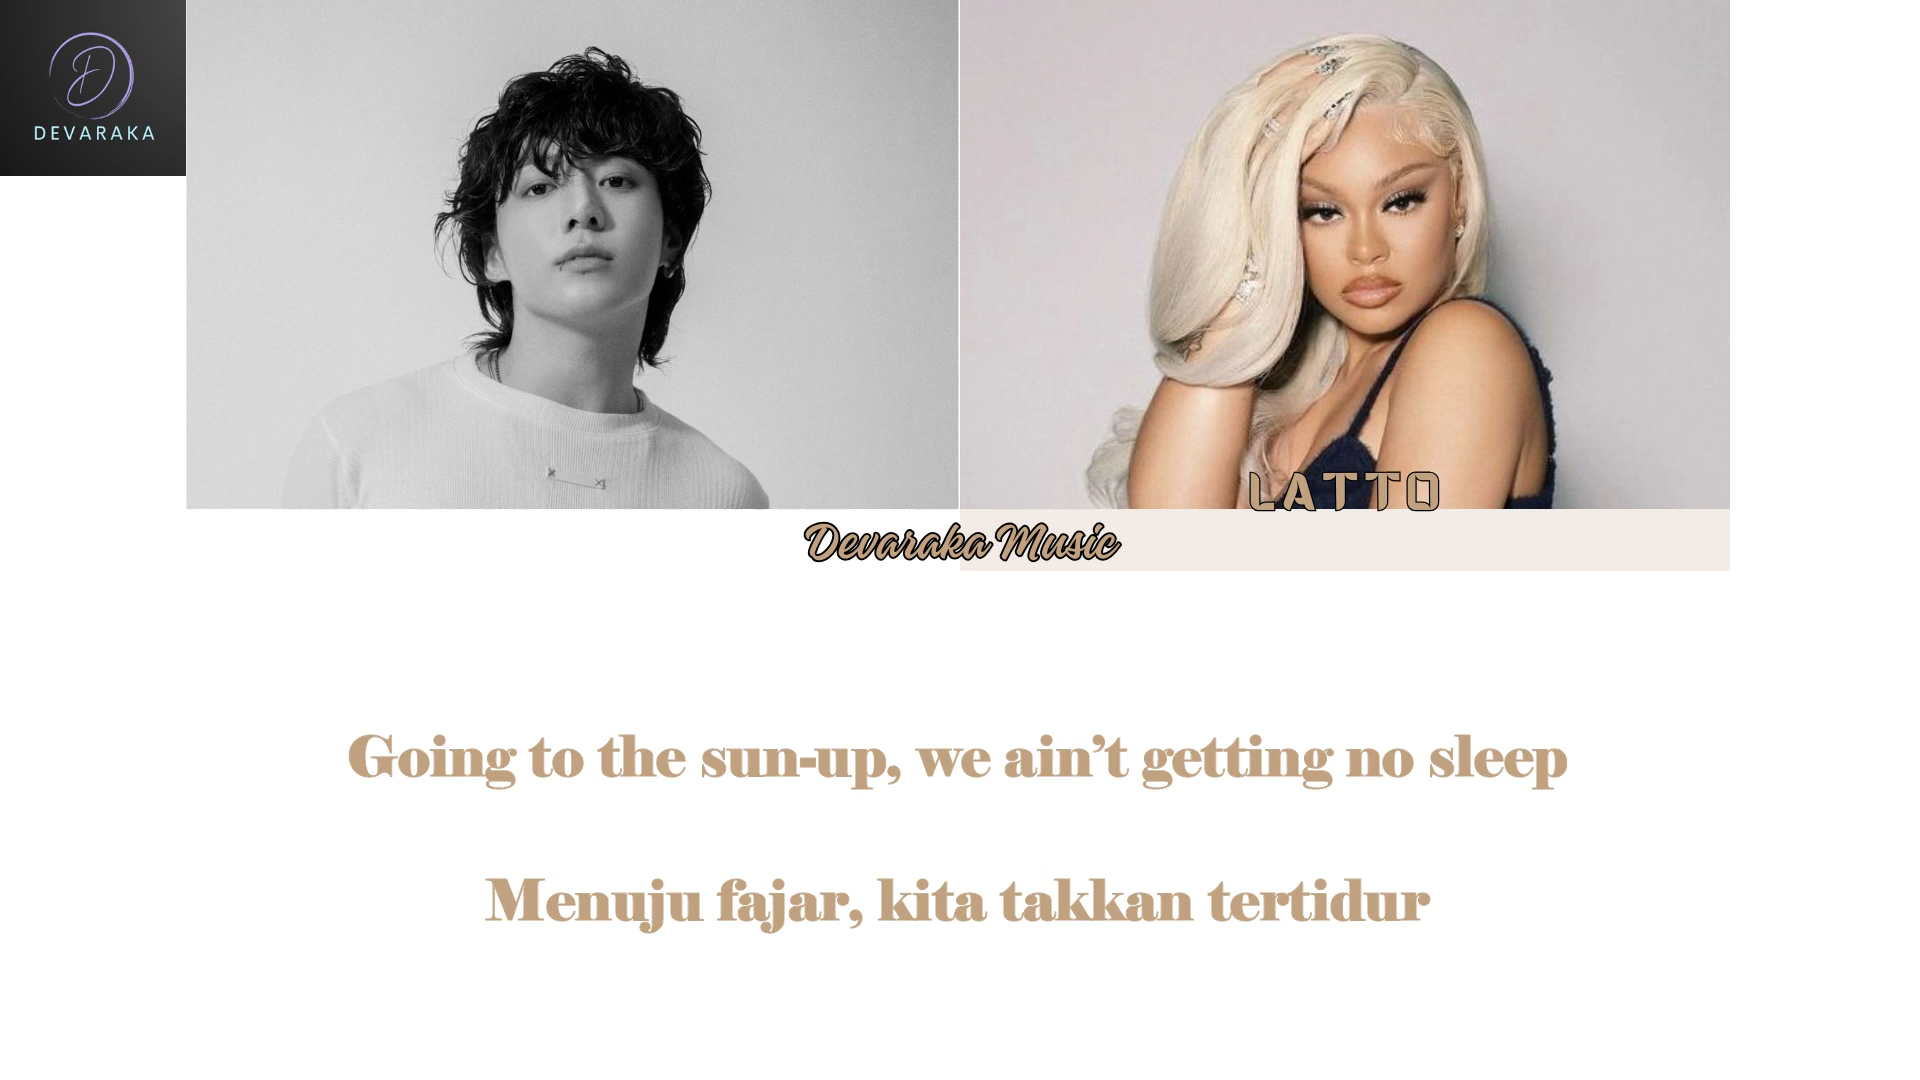 D
DEVARAKA
LATTO
Devaraka Music
Going to the sun-up, we ain’t getting no sleep
Menuju fajar, kita takkan tertidur